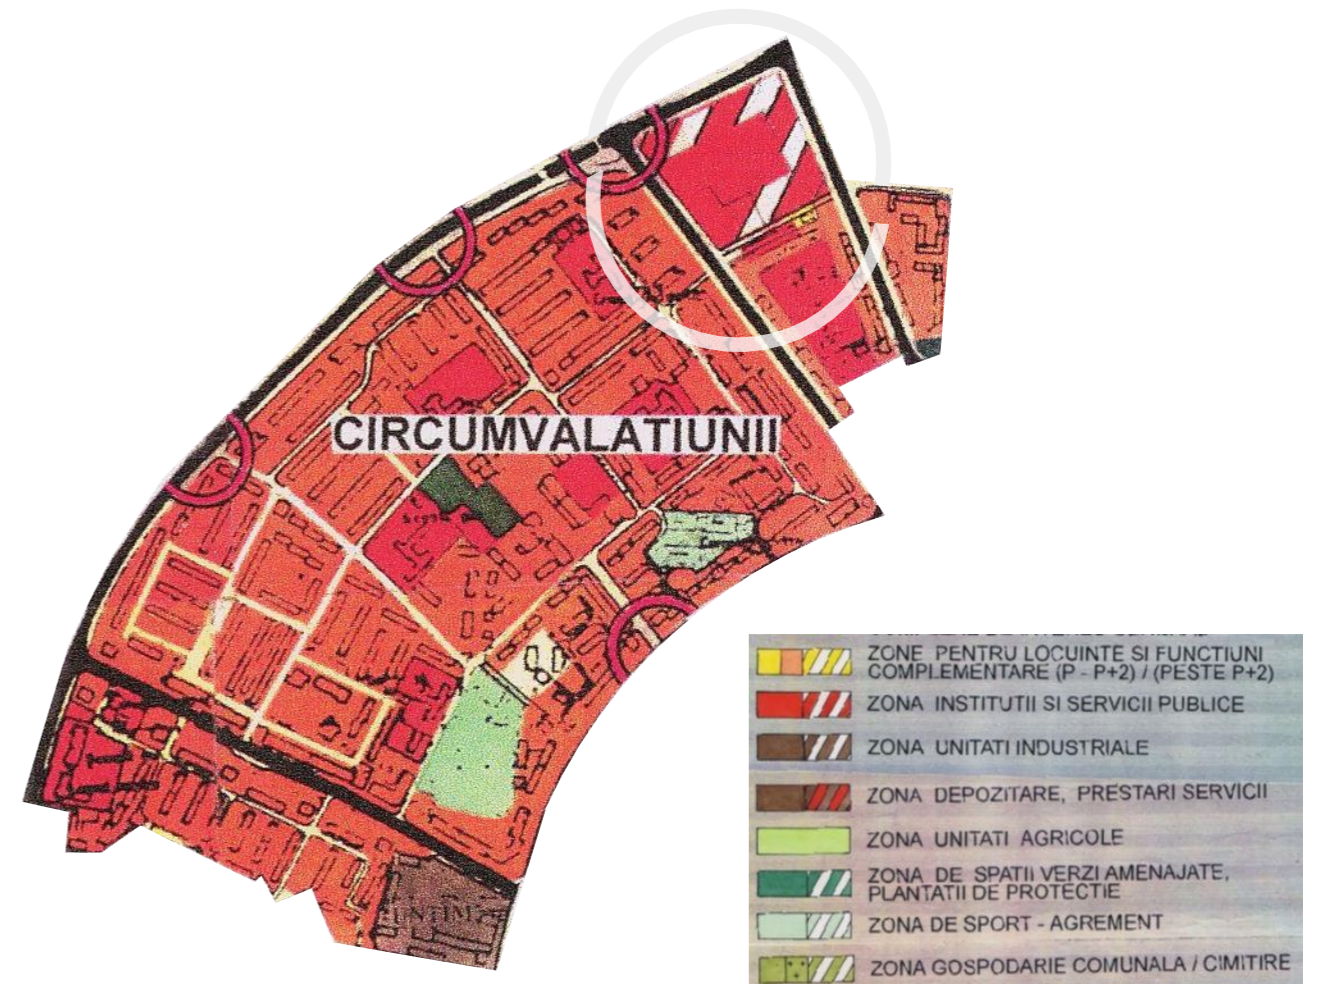 CIRCUMVALATIUNII
ZONE PENTRU LOCUINTE SI FUNCTIUNI
COMPLEMENTARE (P - P+2) / (PESTE P+2)
ZONA INSTITUTII SI SERVICII PUBLICE
ZONA UNITATI INDUSTRIALE
ZONA DEPOZITARE, PRESTARI SERVICII
ZONA UNITATI AGRICOLE
ZONA DE SPATII VERZI AMENAJATE,
PLANTATII DE PROTECTIE
ZONA DE SPORT - AGREMENT
ZONA GOSPODARIE COMUNALA / CIMITIRE